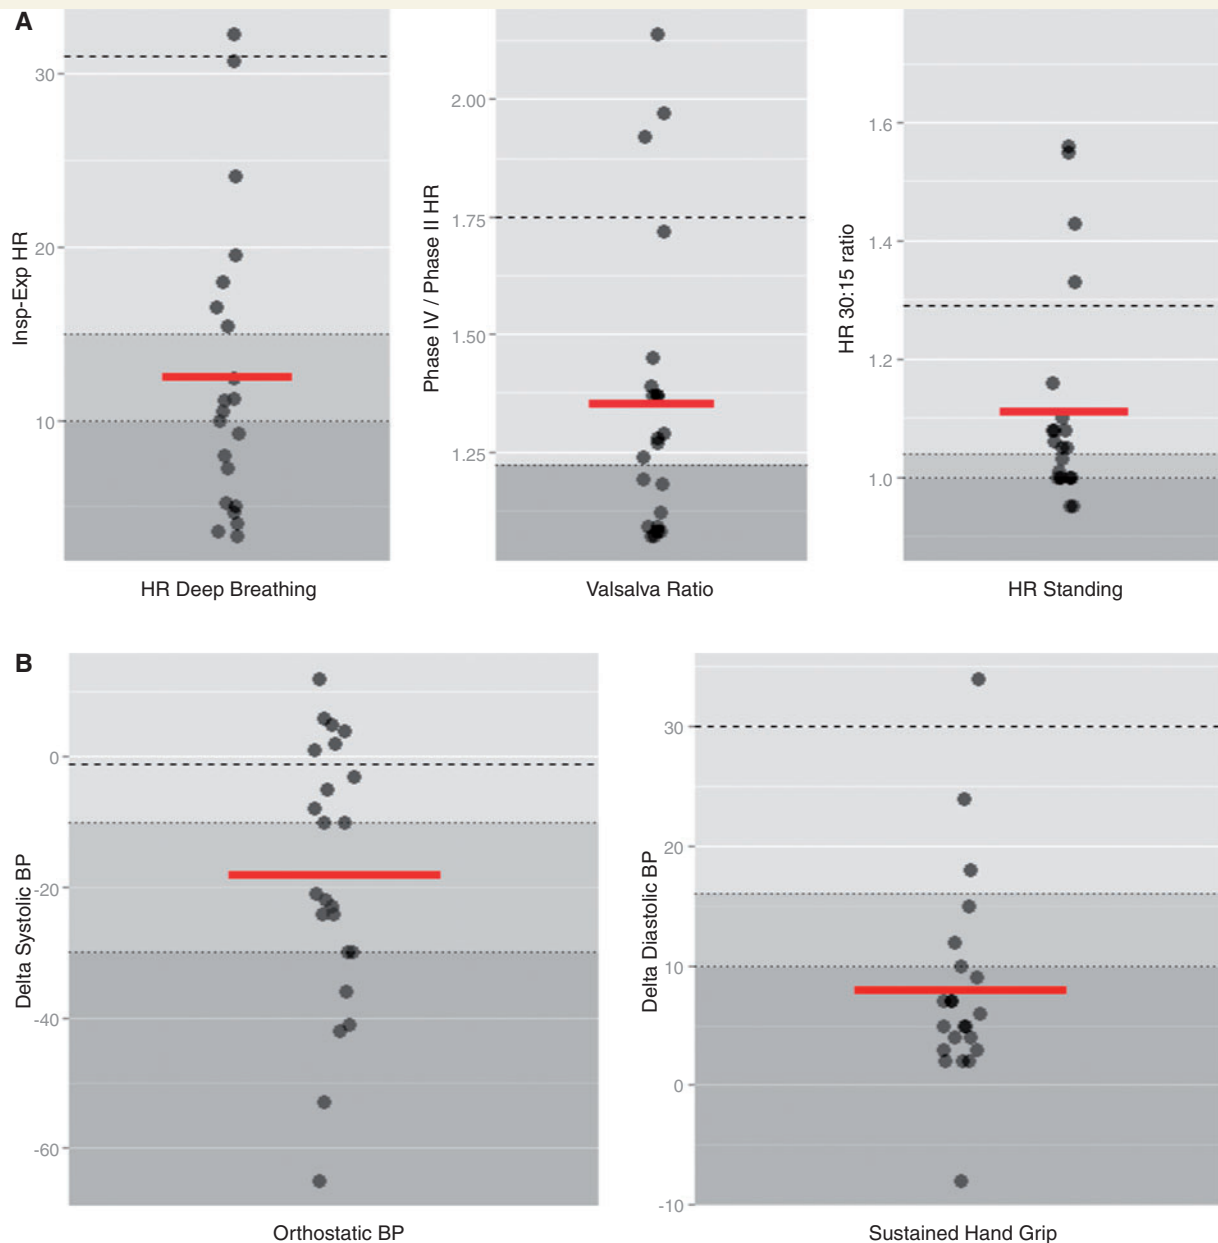 A
Insp-Exp HR
30
20
10
HR Deep Breathing
Phase IV / Phase II HR
2.00
1.75
1.50
1.25
Valsalva Ratio
HR 30:15 ratio
1.6
1.4
1.2
1.0
HR Standing
B
Delta Systolic BP
0
-20
-40
-60
Orthostatic BP
Delta Diastolic BP
30
20
10
0
-10
Sustained Hand Grip